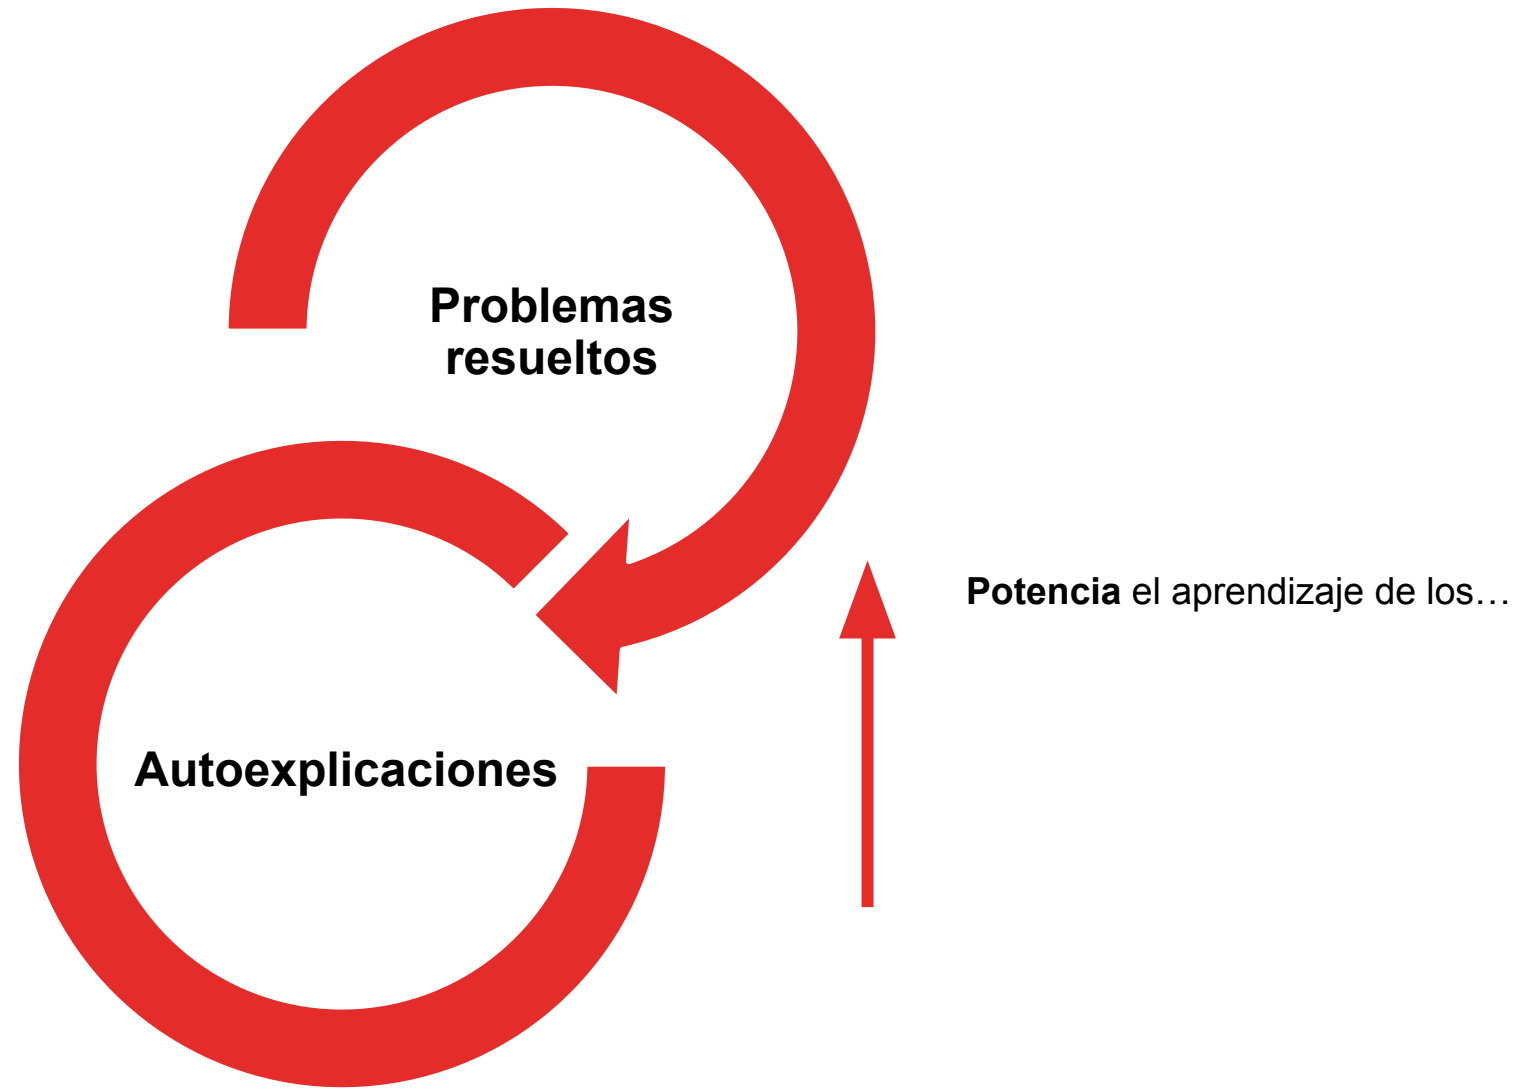 Problemas
resueltos
Potencia el aprendizaje de los…
Autoexplicaciones